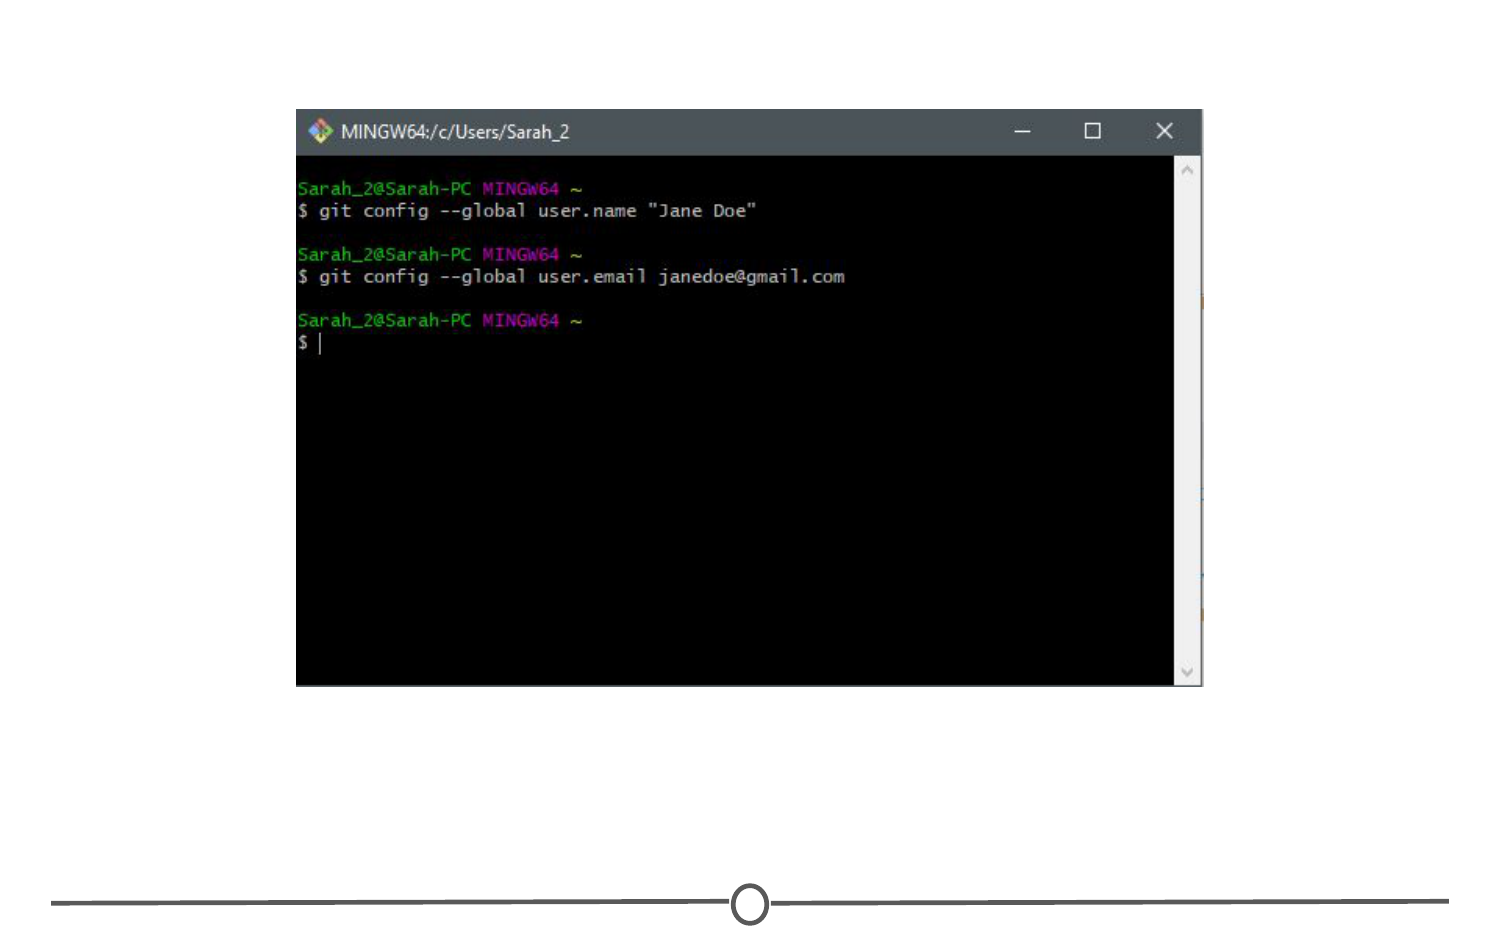 MINGW64:/c/Users/Sarah_2
Sarah_2@Sarah-PC MINGW64 ~
$ git config --global user.name "Jane Doe"
Sarah_2@Sarah-PC MINGW64 ~
$ git config --global user.email janedoe@gmail.com
Sarah_2@Sarah-PC MINGW64 ~
$